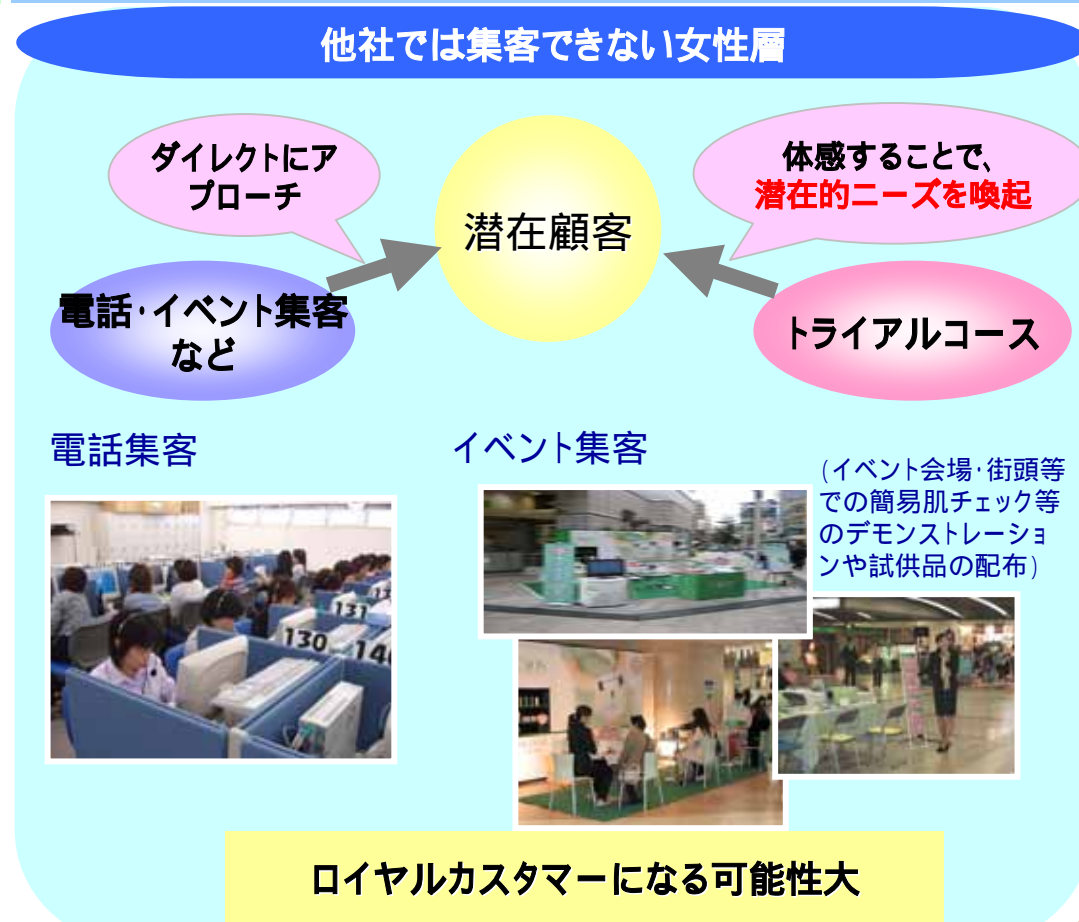 他社では集客できない女性層
ダイレクトにア
プローチ
体感することで、
潜在的ニーズを喚起
潜在顧客
電話・イベント集客
など
トライアルコース
電話集客
イベント集客
（イベント会場・街頭等
での簡易肌チェック等
のデモンストレーショ
ンや試供品の配布）
131
130
ロイヤルカスタマーになる可能性大